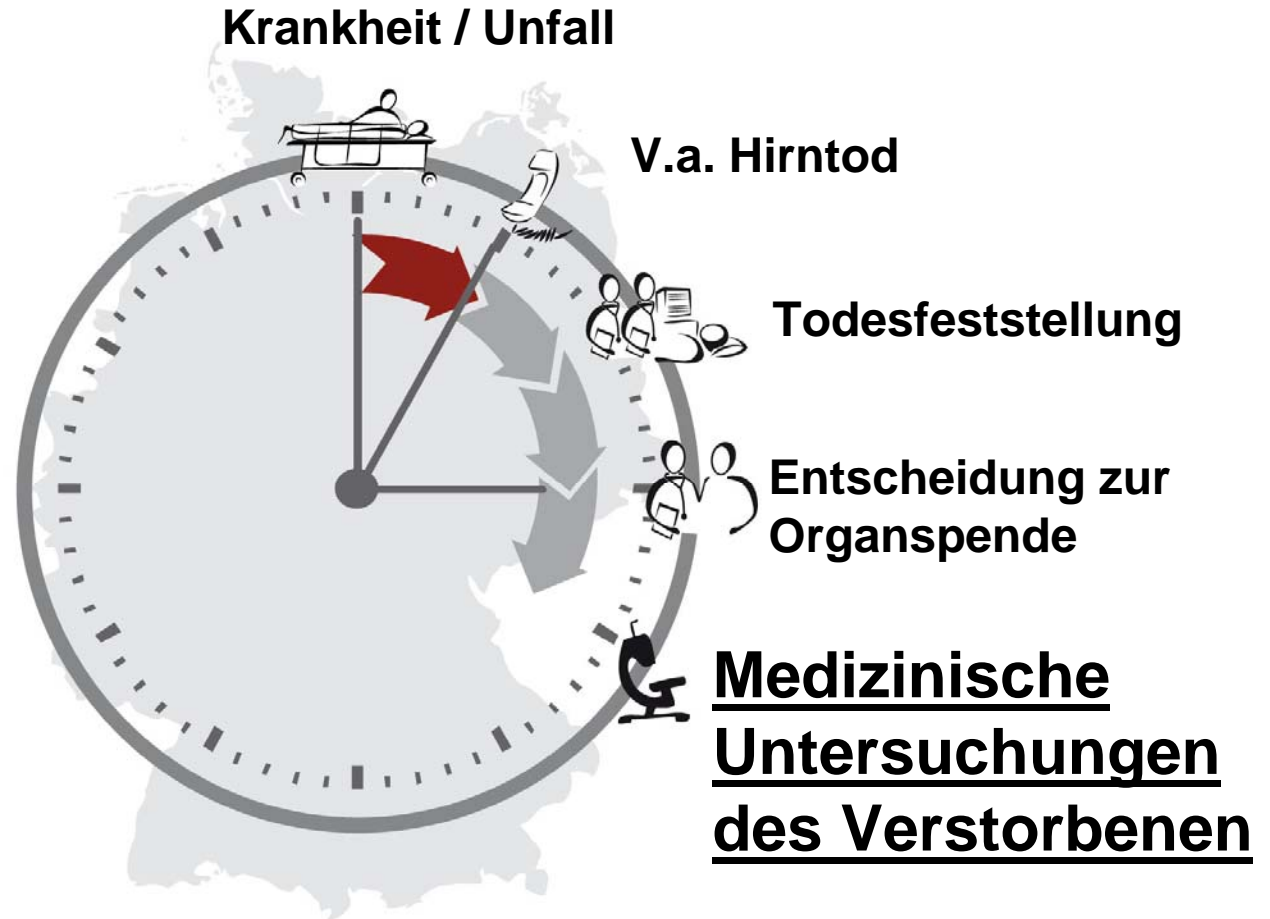 Krankheit / Unfall
V.a. Hirntod
Todesfeststellung
Entscheidung zur
Organspende
Medizinische
Untersuchungen
des Verstorbenen